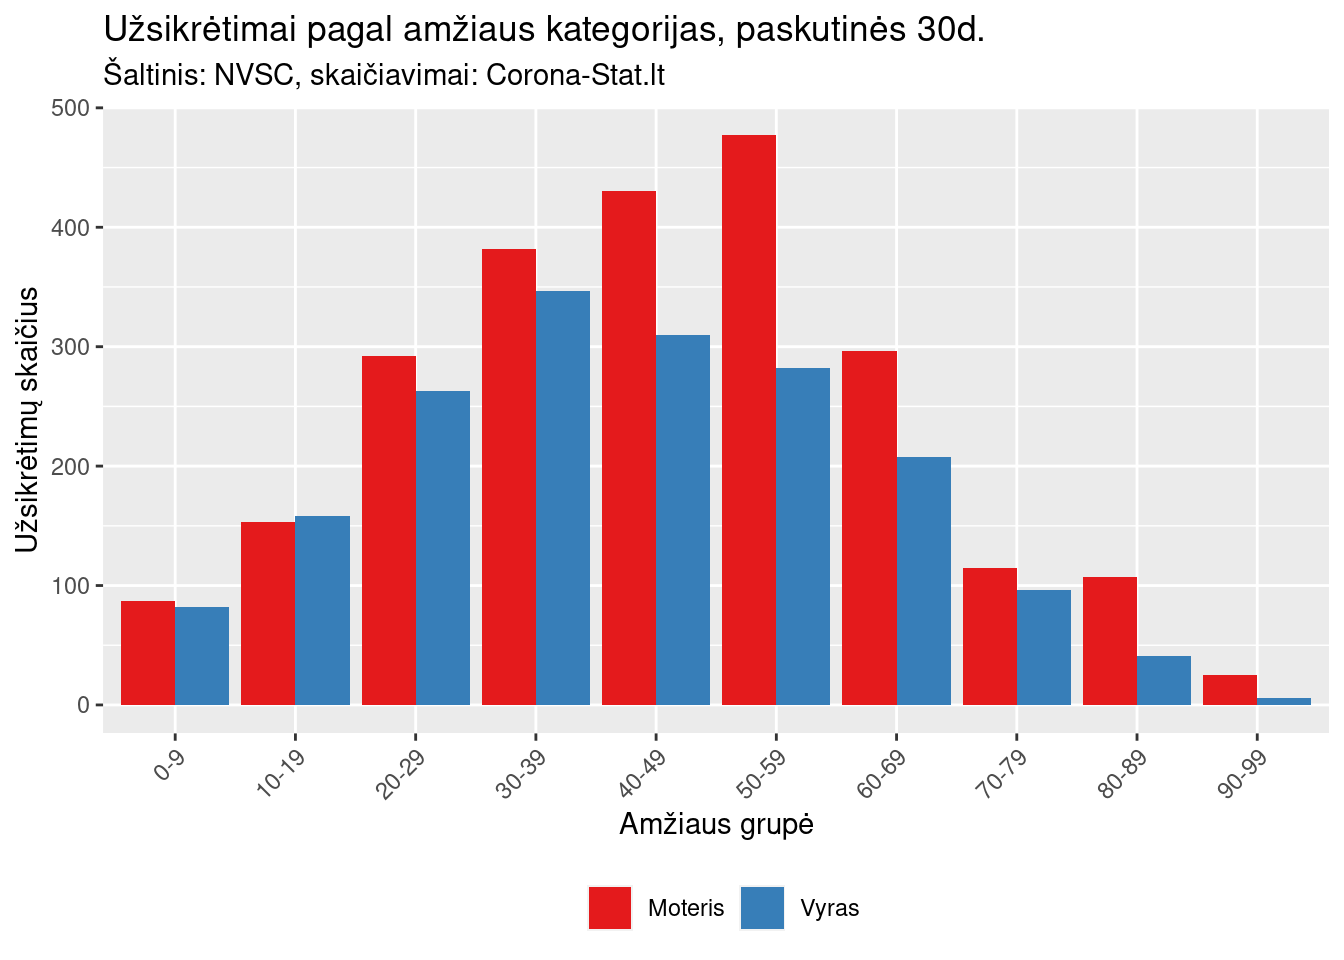 Užsikrėtimai pagal amžiaus kategorijas, paskutinės 30d.
Šaltinis: NVSC, skaičiavimai: Corona-Stat.lt
Užsikrėtimų skaičius
500
400
300
200
100
0
0-9
10-19
20-29
30-39
40-49
50-59
60-69
70-79
80-89
90-99
Amžiaus grupė
Moteris
Vyras